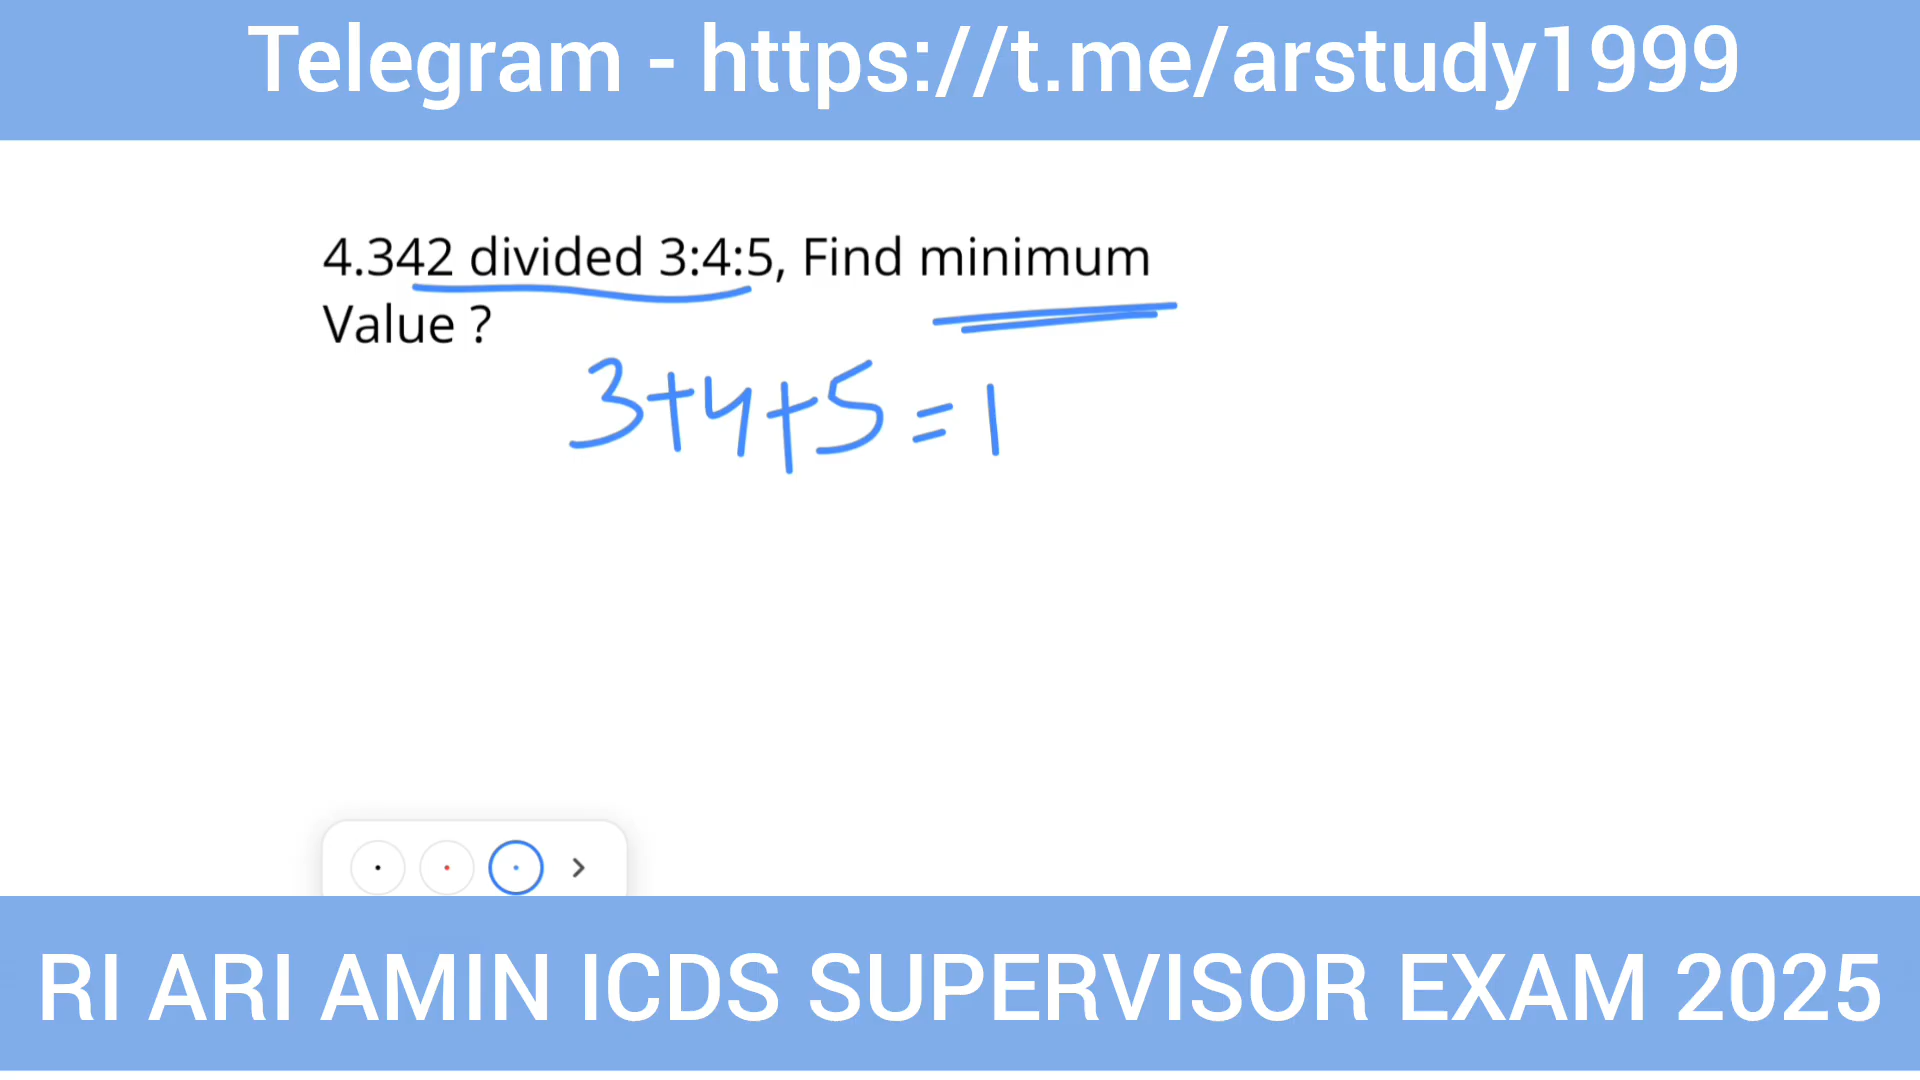 Telegram - https://t.me/arstudy1999
4.342 divided 3:4:5, Find minimum
Value ?
3+4+5=1
RI ARI AMIN ICDS SUPERVISOR EXAM 2025